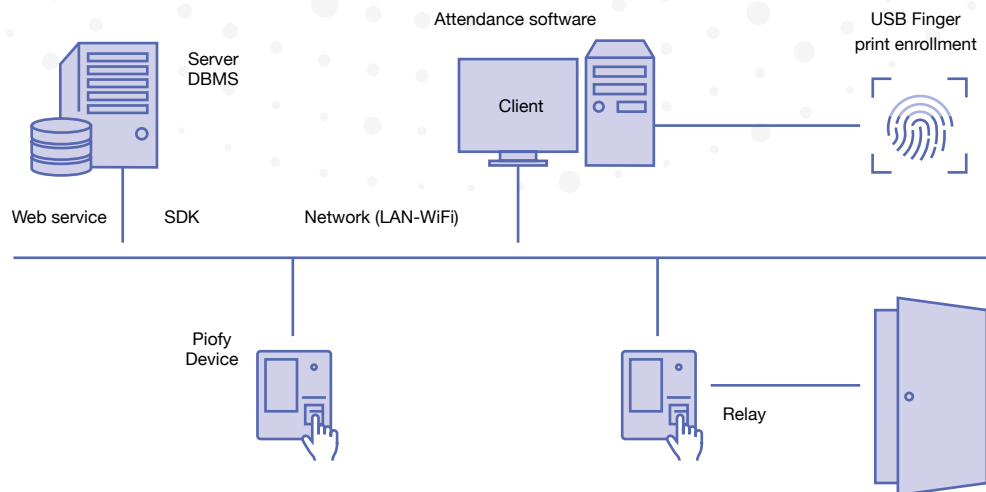 Attendance software
USB Finger
print enrollment
Server
DBMS
Client
Web service
SDK
Network (LAN-WiFi)
Piofy
Device
Relay